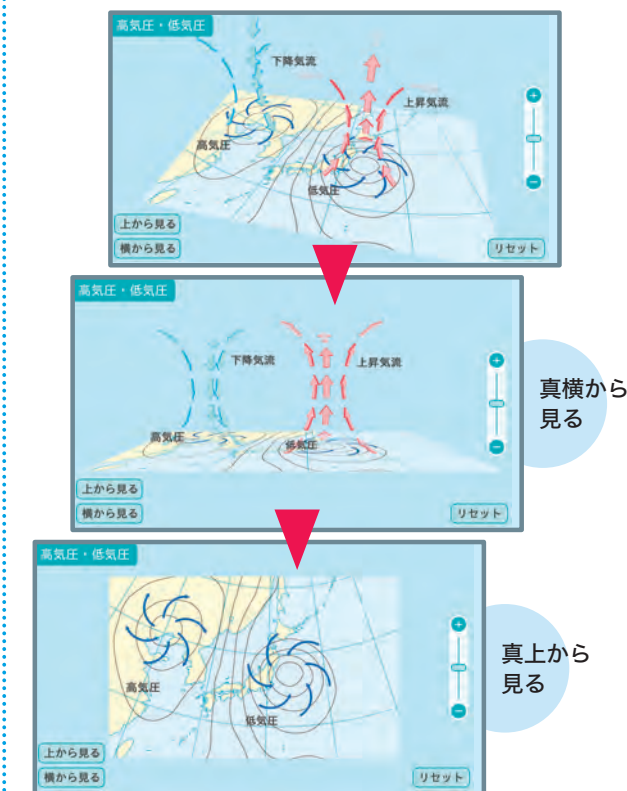 高気圧・低気圧
下降気流
上昇気流
高気圧
低気圧
上から見る
横から見る
リセット
高気圧・低気圧
下降気流
上昇気流
高気圧
低気圧
上から見る
横から見る
リセット
真横から
見る
高気圧・低気圧
高気圧
低気圧
上から見る
横から見る
リセット
真上から
見る